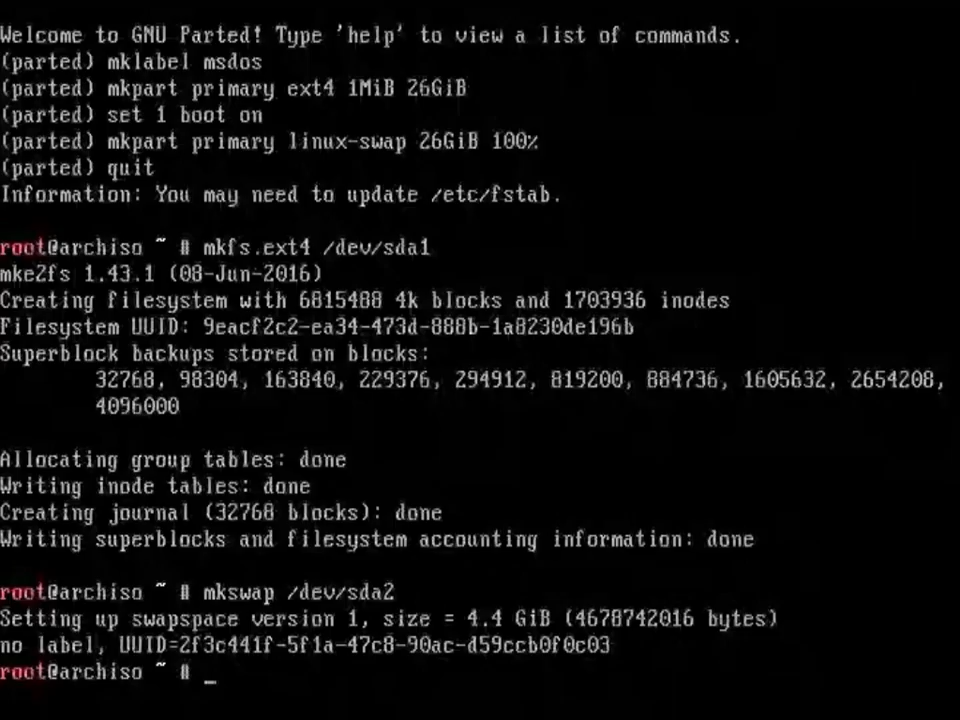 Welcome to GNU Parted! Type 'help' to view a list of commands.
(parted) mklabel msdos
(parted) mkpart primary ext4 1MiB 26GiB
(parted) set 1 boot on
(parted) mkpart primary linux-swap 26GiB 100%
(parted) quit
Information: You may need to update /etc/fstab.
root@archiso ~ # mkfs.ext4 /dev/sda1
mke2fs 1.43.1 (08-Jun-2016)
Creating filesystem with 6815488 4k blocks and 1703936 inodes
Filesystem UUID: 9eacf2c2-ea34-473d-888b-1a8230de196b
Superblock backups stored on blocks:
32768, 98304, 163840, 229376, 294912, 819200, 884736, 1605632, 2654208,
4096000
Allocating group tables: done
Writing inode tables: done
Creating journal (32768 blocks): done
Writing superblocks and filesystem accounting information: done
root@archiso ~ # mkswap /dev/sda2
Setting up swapspace version 1, size = 4.4 GiB (4678742016 bytes)
no label, UUID=2f3c441f-5f1a-47c8-90ac-d59ccb0f0c03
root@archiso ~ # _